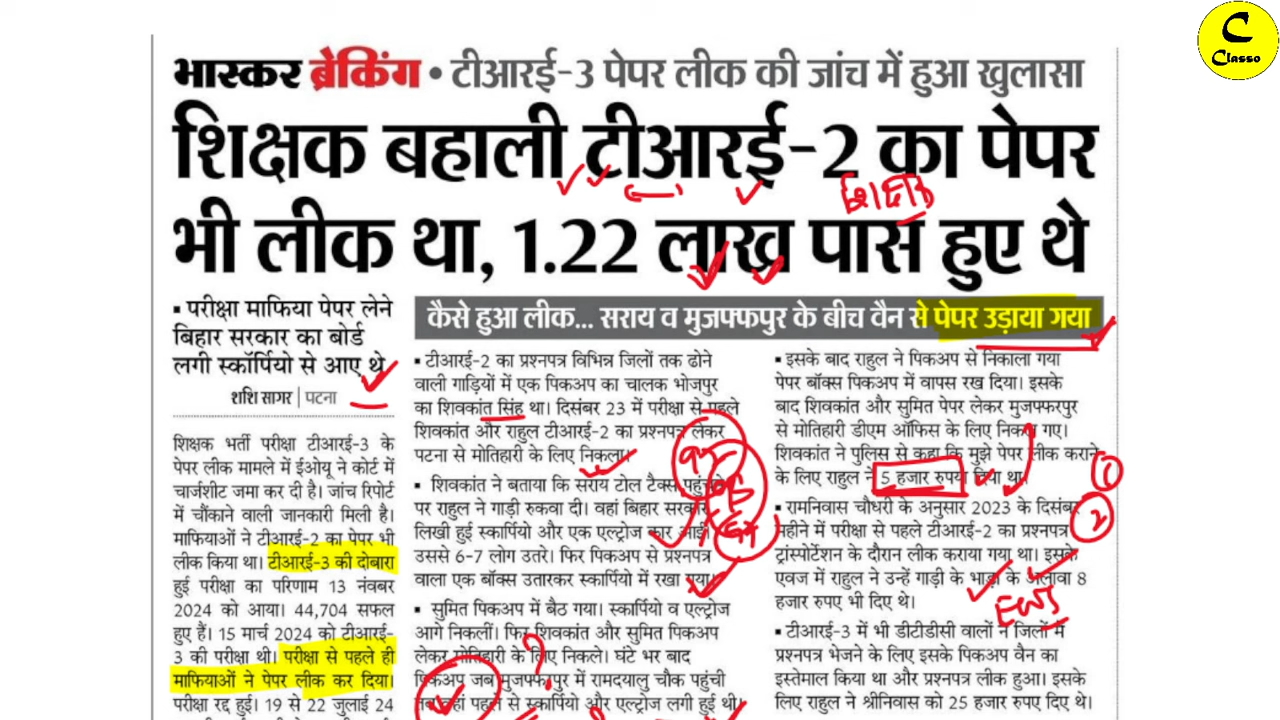 C
Classo
भास्कर ब्रेकिंग • टीआरई-3 पेपर लीक की जांच में हुआ खुलासा
शिक्षक बहाली टीआरई-2 का पेपर
भी लीक था, 1.22 लाख पास हुए थे
▪ परीक्षा माफिया पेपर लेने
बिहार सरकार का बोर्ड
लगी स्कॉर्पियो से आए थे
शशि सागर | पटना
शिक्षक भर्ती परीक्षा टीआरई-3 के
पेपर लीक मामले में ईओयू ने कोर्ट में
चार्जशीट जमा कर दी है। जांच रिपोर्ट
में चौंकाने वाली जानकारी मिली है।
माफियाओं ने टीआरई-2 का पेपर भी
लीक किया था। टीआरई-3 की दोबारा
हुई परीक्षा का परिणाम 13 नवंबर
2024 को आया। 44,704 सफल
हुए हैं। 15 मार्च 2024 को टीआरई-
3 की परीक्षा थी। परीक्षा से पहले ही
माफियाओं ने पेपर लीक कर दिया।
परीक्षा रद्द हुई। 19 से 22 जुलाई 24
कैसे हुआ लीक... सराय व मुजफ्फपुर के बीच वैन से पेपर उड़ाया गया
▪ टीआरई-2 का प्रश्नपत्र विभिन्न जिलों तक ढोने
वाली गाड़ियों में एक पिकअप का चालक भोजपुर
का शिवकांत सिंह था। दिसंबर 23 में परीक्षा से पहले
शिवकांत और राहुल टीआरई-2 का प्रश्नपत्र लेकर
पटना से मोतिहारी के लिए निकला।
▪ शिवकांत ने बताया कि सराय टोल टैक्स पहुंचने
पर राहुल ने गाड़ी रुकवा दी। वहां बिहार सरकार
लिखी हुई स्कार्पियो और एक एल्ट्रोज कार आई।
उससे 6-7 लोग उतरे। फिर पिकअप से प्रश्नपत्र
वाला एक बॉक्स उतारकर स्कार्पियो में रखा गया।
▪ सुमित पिकअप में बैठ गया। स्कार्पियो व एल्ट्रोज
आगे निकलीं। फिर शिवकांत और सुमित पिकअप
लेकर मोतिहारी के लिए निकले। घंटे भर बाद
पिकअप जब मुजफ्फरपुर में रामदयालु चौक पहुंची
वहां पहले से स्कार्पियो और एल्ट्रोज लगी हुई थी।
▪ इसके बाद राहुल ने पिकअप से निकाला गया
पेपर बॉक्स पिकअप में वापस रख दिया। इसके
बाद शिवकांत और सुमित पेपर लेकर मुजफ्फरपुर
से मोतिहारी डीएम ऑफिस के लिए निकल गए।
शिवकांत ने पुलिस से कहा कि मुझे पेपर लीक कराने
के लिए राहुल ने 5 हजार रुपये दिया था।
▪ रामनिवास चौधरी के अनुसार 2023 के दिसंबर
महीने में परीक्षा से पहले टीआरई-2 का प्रश्नपत्र
ट्रांस्पोर्टेशन के दौरान लीक कराया गया था। इसके
एवज में राहुल ने उन्हें गाड़ी के भाड़ा के अलावा 8
हजार रुपए भी दिए थे।
▪ टीआरई-3 में भी डीटीडीसी वालों ने जिलों में
प्रश्नपत्र भेजने के लिए इसके पिकअप वैन का
इस्तेमाल किया था और प्रश्नपत्र लीक हुआ। इसके
लिए राहुल ने श्रीनिवास को 25 हजार रुपए दिए थे।
1
2
EWS
?